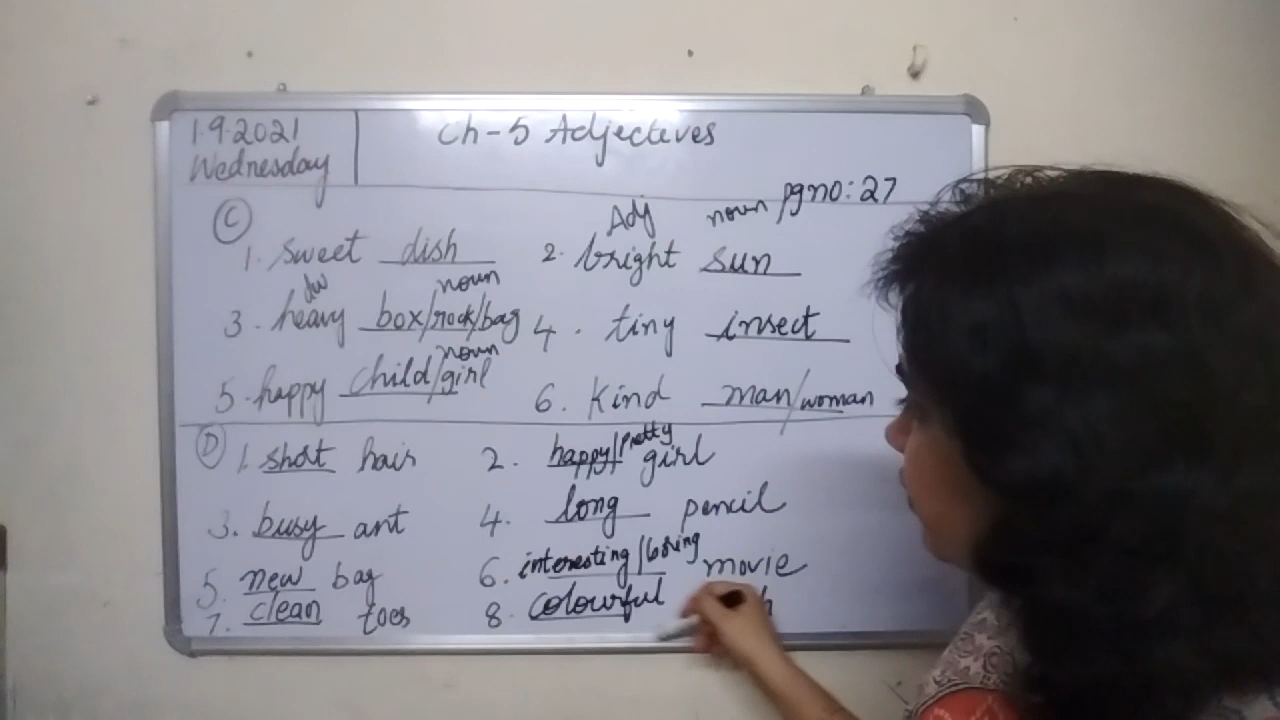 1.9.2021
Wednesday
Ch-5 Adjectives
pg no: 27
Adj noun
C
1. sweet dish 2. bright sun
noun
3. heavy box/rock/bag 4. tiny insect
noun
5. happy child/girl 6. kind man/woman
D
1. short hair 2. happy/pretty girl
3. busy ant 4. long pencil
5. new bag 6. interesting/boring movie
7. clean toes 8. colourful